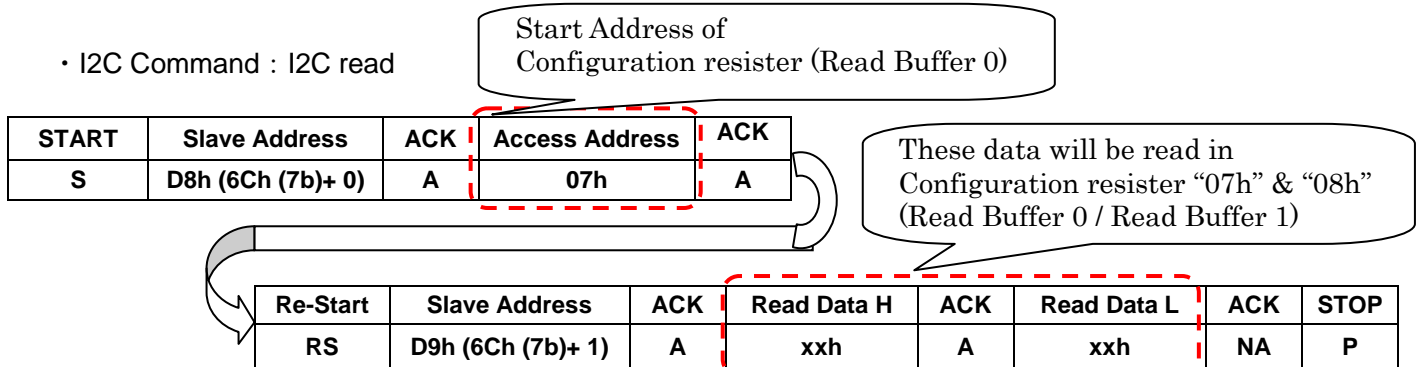 Start Address of
Configuration resister (Read Buffer 0)
・I2C Command：I2C read
START Slave Address ACK Access Address ACK
S D8h (6Ch (7b)+ 0) A 07h A
These data will be read in
Configuration resister “07h” & “08h”
(Read Buffer 0 / Read Buffer 1)
Re-Start Slave Address ACK Read Data H ACK Read Data L ACK STOP
RS D9h (6Ch (7b)+ 1) A xxh A xxh NA P